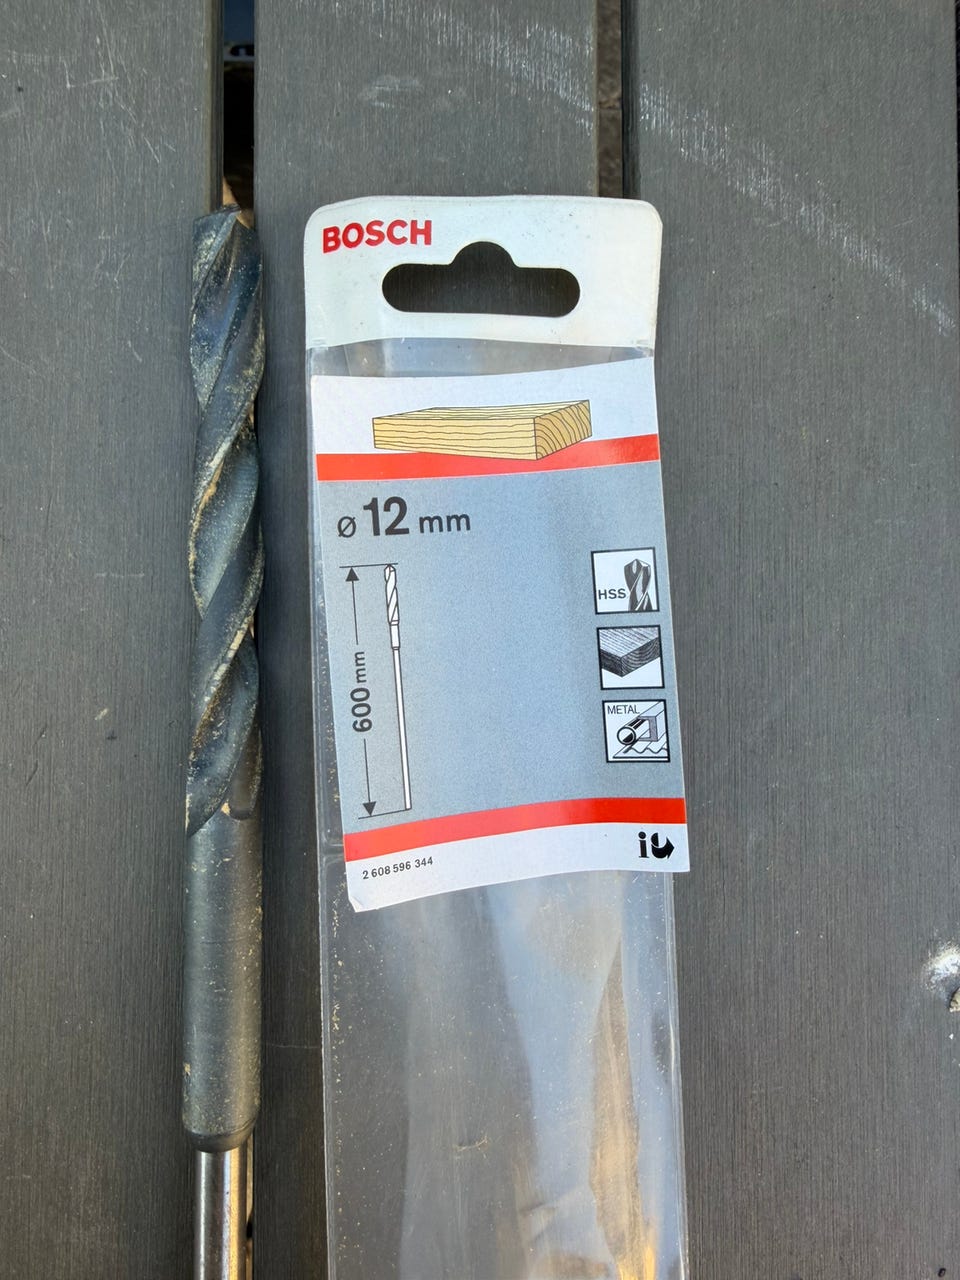 BOSCH
ø 12 mm
600 mm
HSS
METAL
2 608 596 344